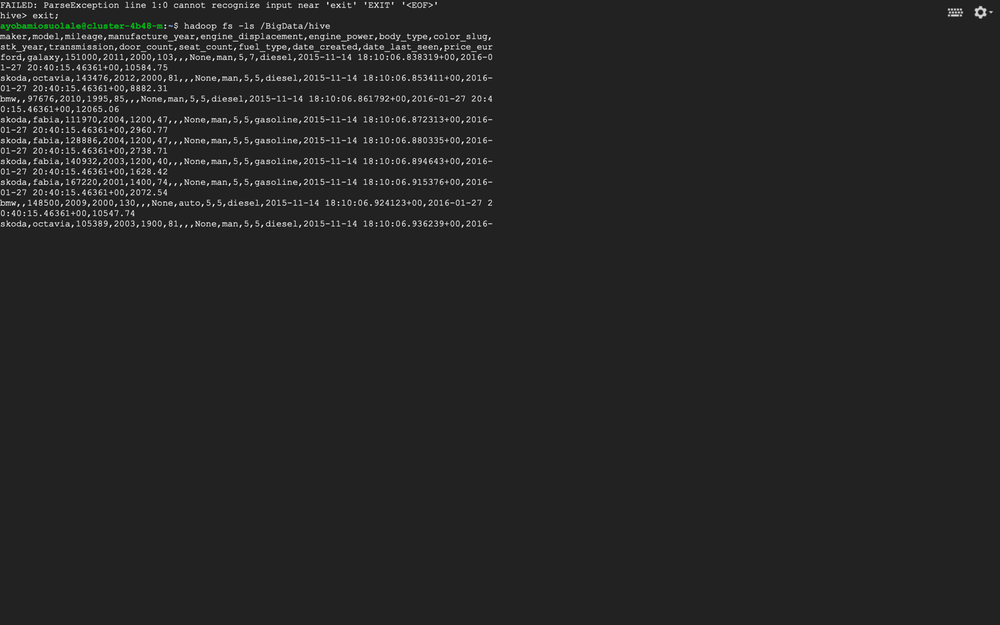 FAILED: ParseException line 1:0 cannot recognize input near 'exit' 'EXIT' '<EOF>'
hive> exit;
ayobamiosuolale@cluster-4b48-m:~$ hadoop fs -ls /BigData/hive
maker,model,mileage,manufacture_year,engine_displacement,engine_power,body_type,color_slug,
stk_year,transmission,door_count,seat_count,fuel_type,date_created,date_last_seen,price_eur
ford,galaxy,151000,2011,2000,103,,,None,man,5,7,diesel,2015-11-14 18:10:06.838319+00,2016-0
1-27 20:40:15.46361+00,10584.75
skoda,octavia,143476,2012,2000,81,,,None,man,5,5,diesel,2015-11-14 18:10:06.853411+00,2016-
01-27 20:40:15.46361+00,8882.31
bmw,,97676,2010,1995,85,,,None,man,5,5,diesel,2015-11-14 18:10:06.861792+00,2016-01-27 20:4
0:15.46361+00,12065.06
skoda,fabia,111970,2004,1200,47,,,None,man,5,5,gasoline,2015-11-14 18:10:06.872313+00,2016-
01-27 20:40:15.46361+00,2960.77
skoda,fabia,128886,2004,1200,47,,,None,man,5,5,gasoline,2015-11-14 18:10:06.880335+00,2016-
01-27 20:40:15.46361+00,2738.71
skoda,fabia,140932,2003,1200,40,,,None,man,5,5,gasoline,2015-11-14 18:10:06.894643+00,2016-
01-27 20:40:15.46361+00,1628.42
skoda,fabia,167220,2001,1400,74,,,None,man,5,5,gasoline,2015-11-14 18:10:06.915376+00,2016-
01-27 20:40:15.46361+00,2072.54
bmw,,148500,2009,2000,130,,,None,auto,5,5,diesel,2015-11-14 18:10:06.924123+00,2016-01-27 2
0:40:15.46361+00,10547.74
skoda,octavia,105389,2003,1900,81,,,None,man,5,5,diesel,2015-11-14 18:10:06.936239+00,2016-